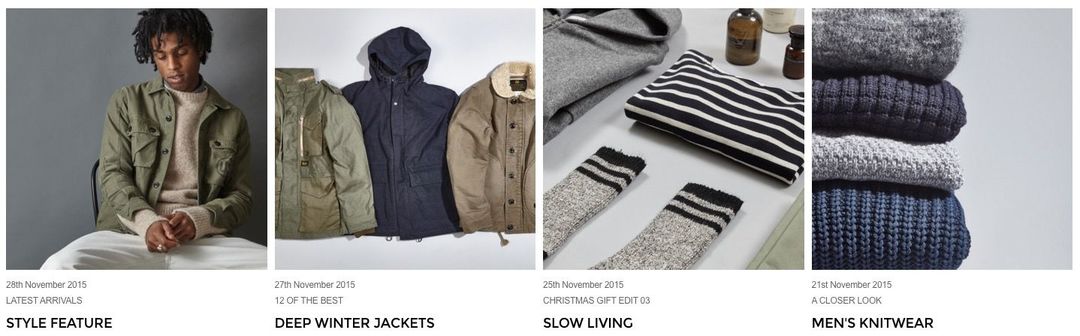 28th November 2015
LATEST ARRIVALS
STYLE FEATURE
27th November 2015
12 OF THE BEST
DEEP WINTER JACKETS
25th November 2015
CHRISTMAS GIFT EDIT 03
SLOW LIVING
21st November 2015
A CLOSER LOOK
MEN'S KNITWEAR